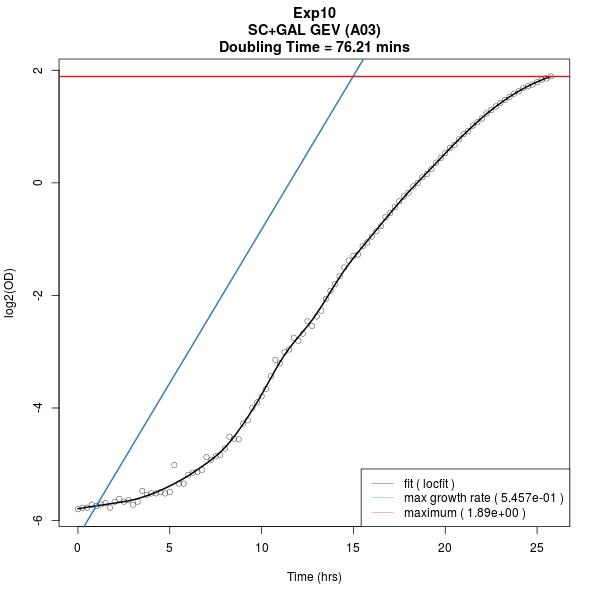 Exp10
SC+GAL GEV (A03)
Doubling Time = 76.21 mins
2
0
-2
-4
-6
log2(OD)
0 5 10 15 20 25
Time (hrs)
fit ( locfit )
max growth rate ( 5.457e-01 )
maximum ( 1.89e+00 )